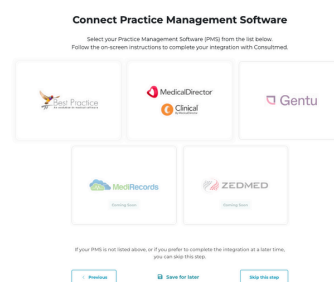 Connect Practice Management Software
Select your Practice Management Software (PMS) from the list below.
Follow the on-screen instructions to complete your integration with Consultmed.
Best Practice
MedicalDirector
Clinical
Gentu
MediRecords
Coming Soon
ZEDMED
Coming Soon
If your PMS is not listed above, or if you prefer to complete the integration at a later time,
you can skip this step.
Previous
Save for later
Skip this step